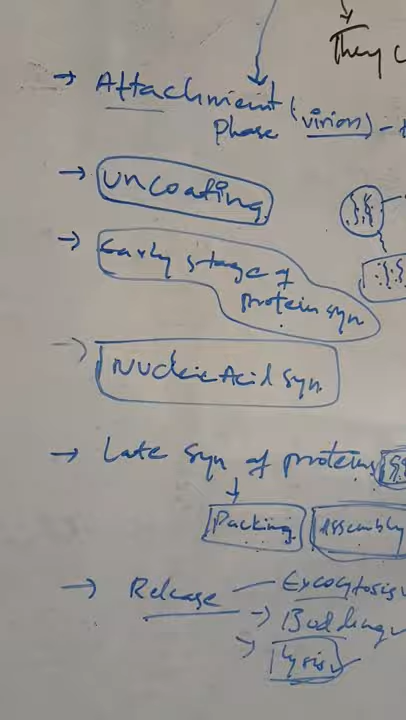 They
→ Attachment (virion) -
Phase
→ uncoating
→ Early stage of
protein syn
→ Nucleic Acid Syn
→ Late Syn of proteins
↓
Packing Assembly
→ Release — Exocytosis
→ Budding
→ lysis